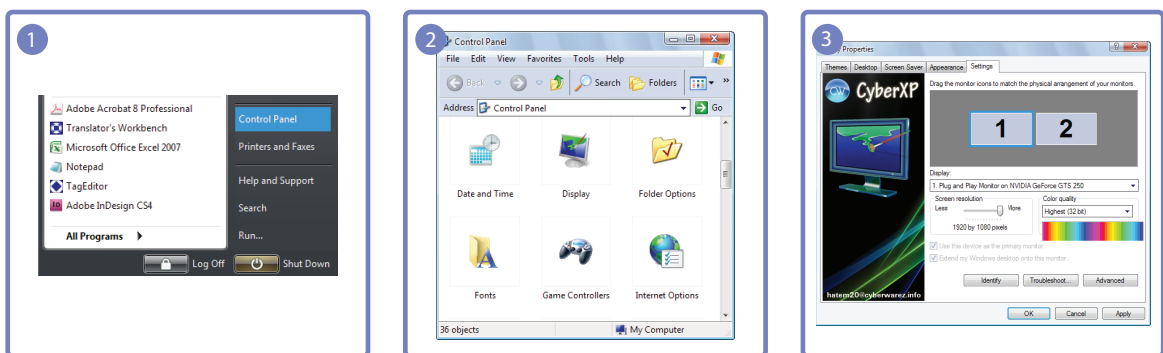 1
Adobe Acrobat 8 Professional
Translator's Workbench
Microsoft Office Excel 2007
Notepad
TagEditor
Adobe InDesign CS4
All Programs
Control Panel
Printers and Faxes
Help and Support
Search
Run...
Log Off
Shut Down
2
Control Panel
File Edit View Favorites Tools Help
Back Search Folders
Address Control Panel Go
Date and Time Display Folder Options
Fonts Game Controllers Internet Options
36 objects My Computer
3
Properties
Themes Desktop Screen Saver Appearance Settings
CW CyberXP
Drag the monitor icons to match the physical arrangement of your monitors.
1 2
Display:
1. Plug and Play Monitor on NVIDIA GeForce GTS 250
Screen resolution
Less More
1920 by 1080 pixels
Color quality
Highest (32 bit)
Use this device as the primary monitor
Extend my Windows desktop onto this monitor
Identify Troubleshoot... Advanced
hatem20@cyberwarez.info
OK Cancel Apply